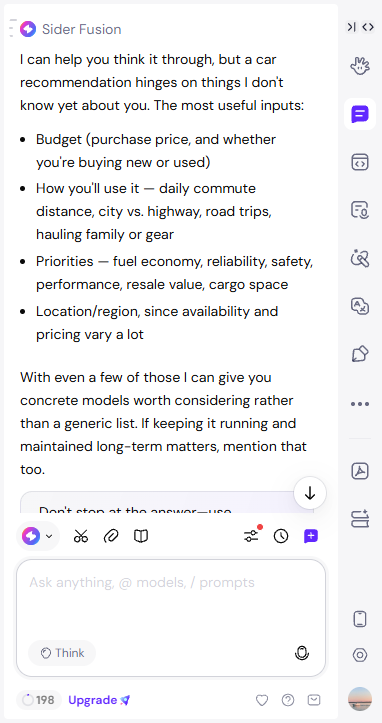 Sider Fusion
I can help you think it through, but a car
recommendation hinges on things I don't
know yet about you. The most useful inputs:
• Budget (purchase price, and whether
you're buying new or used)
• How you'll use it — daily commute
distance, city vs. highway, road trips,
hauling family or gear
• Priorities — fuel economy, reliability, safety,
performance, resale value, cargo space
• Location/region, since availability and
pricing vary a lot
With even a few of those I can give you
concrete models worth considering rather
than a generic list. If keeping it running and
maintained long-term matters, mention that
too.
Don't stop at the answer—use
Ask anything, @ models, / prompts
Think
198 Upgrade